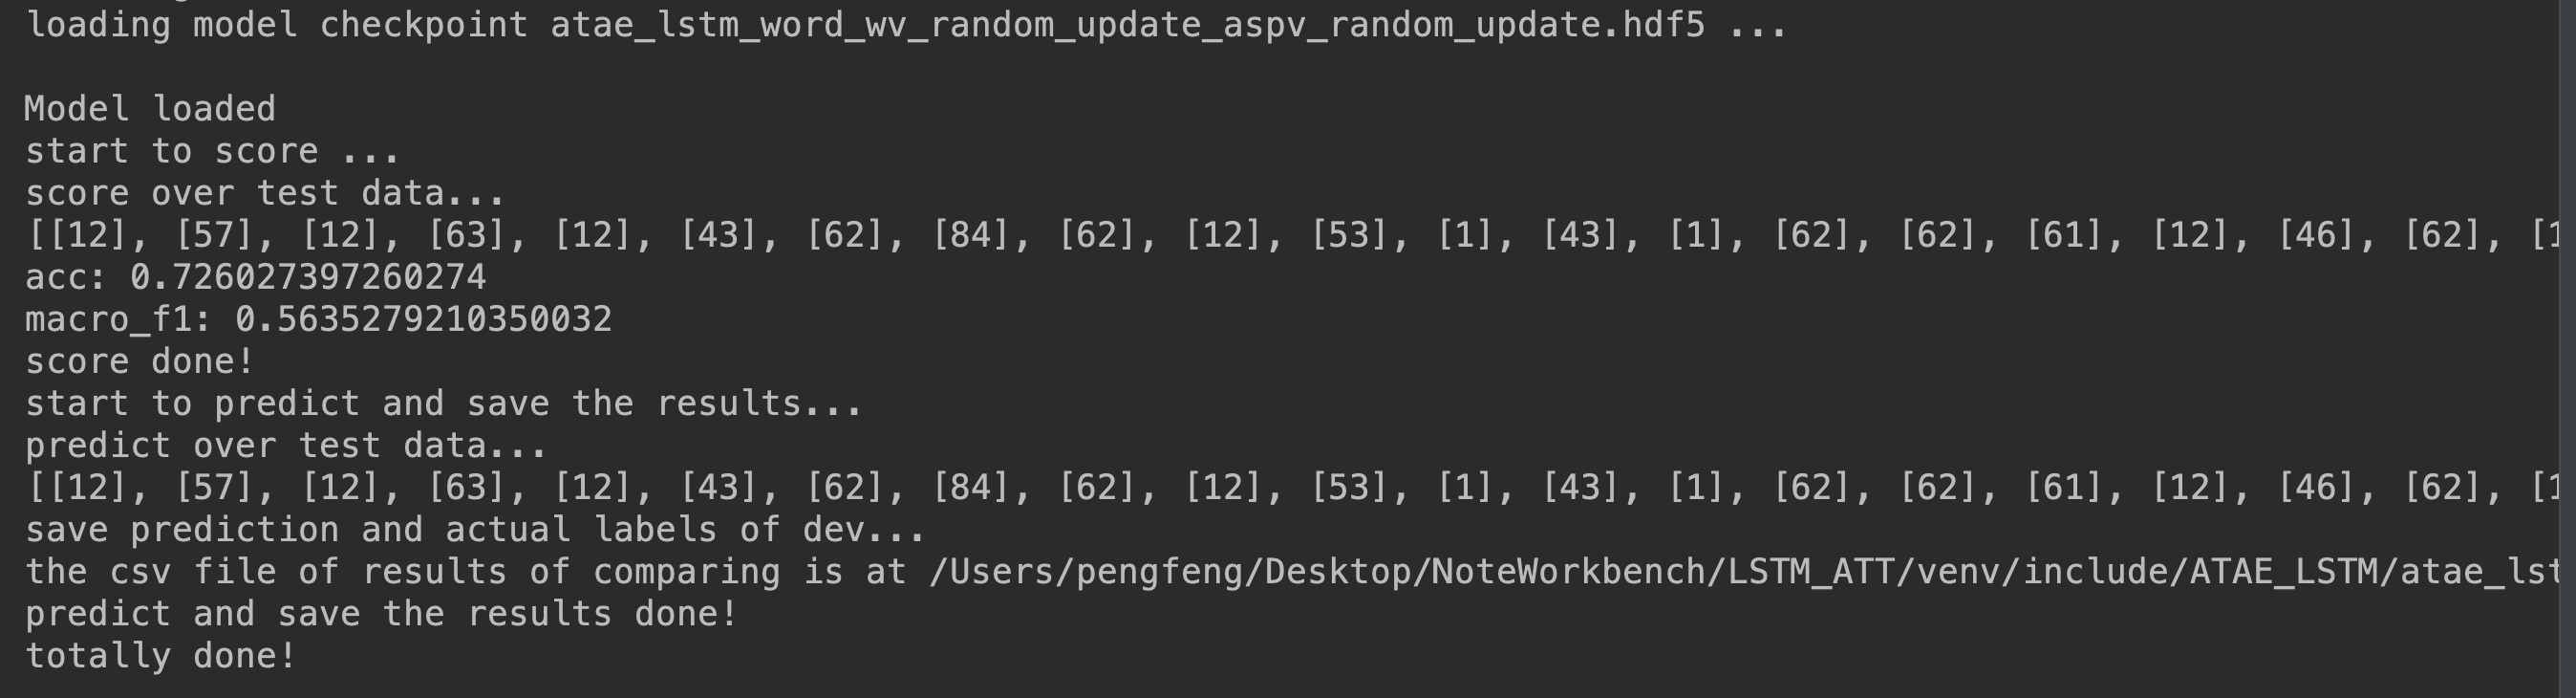 loading model checkpoint atae_lstm_word_wv_random_update_aspv_random_update.hdf5 ...
Model loaded
start to score ...
score over test data...
[[12], [57], [12], [63], [12], [43], [62], [84], [62], [12], [53], [1], [43], [1], [62], [62], [61], [12], [46], [62], [1
acc: 0.726027397260274
macro_f1: 0.5635279210350032
score done!
start to predict and save the results...
predict over test data...
[[12], [57], [12], [63], [12], [43], [62], [84], [62], [12], [53], [1], [43], [1], [62], [62], [61], [12], [46], [62], [1
save prediction and actual labels of dev...
the csv file of results of comparing is at /Users/pengfeng/Desktop/NoteWorkbench/LSTM_ATT/venv/include/ATAE_LSTM/atae_lst
predict and save the results done!
totally done!